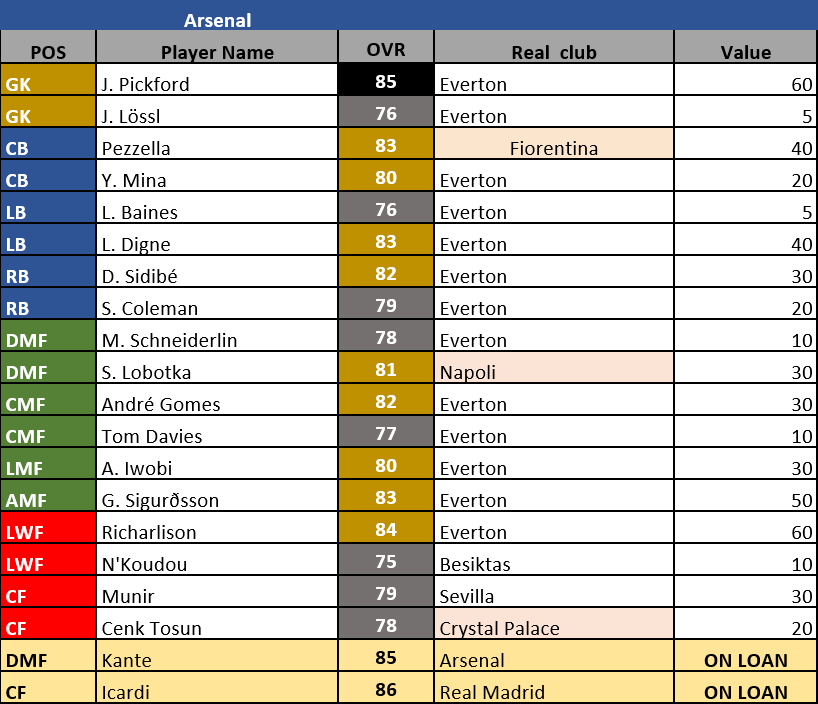 Arsenal
POS Player Name OVR Real club Value
GK J. Pickford 85 Everton 60
GK J. Lössl 76 Everton 5
CB Pezzella 83 Fiorentina 40
CB Y. Mina 80 Everton 20
LB L. Baines 76 Everton 5
LB L. Digne 83 Everton 40
RB D. Sidibé 82 Everton 30
RB S. Coleman 79 Everton 20
DMF M. Schneiderlin 78 Everton 10
DMF S. Lobotka 81 Napoli 30
CMF André Gomes 82 Everton 30
CMF Tom Davies 77 Everton 10
LMF A. Iwobi 80 Everton 30
AMF G. Sigurðsson 83 Everton 50
LWF Richarlison 84 Everton 60
LWF N'Koudou 75 Besiktas 10
CF Munir 79 Sevilla 30
CF Cenk Tosun 78 Crystal Palace 20
DMF Kante 85 Arsenal ON LOAN
CF Icardi 86 Real Madrid ON LOAN